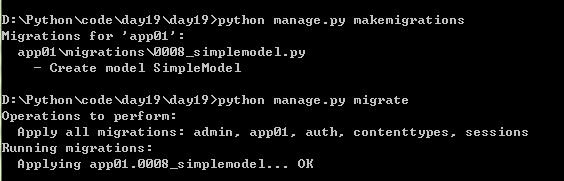 D:\Python\code\day19\day19>python manage.py makemigrations
Migrations for 'app01':
  app01\migrations\0008_simplemodel.py
    - Create model SimpleModel

D:\Python\code\day19\day19>python manage.py migrate
Operations to perform:
  Apply all migrations: admin, app01, auth, contenttypes, sessions
Running migrations:
  Applying app01.0008_simplemodel... OK